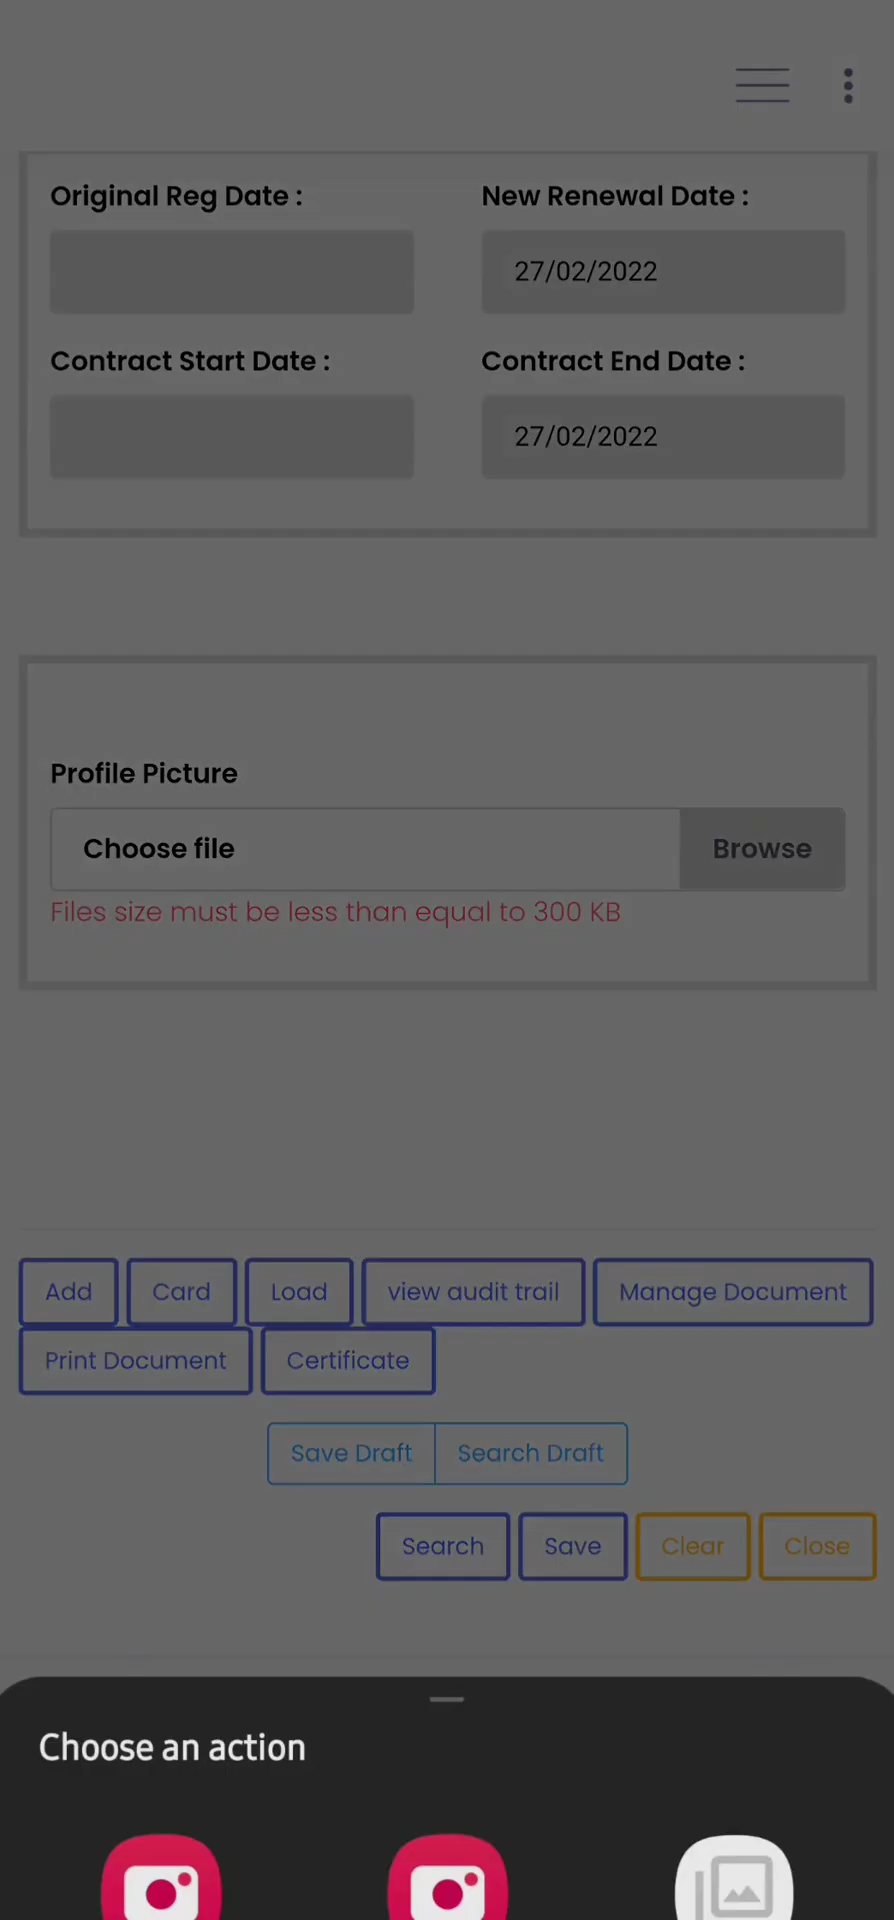 Original Reg Date : New Renewal Date :
27/02/2022
Contract Start Date : Contract End Date :
27/02/2022
Profile Picture
Choose file Browse
Files size must be less than equal to 300 KB
Add Card Load view audit trail Manage Document
Print Document Certificate
Save Draft Search Draft
Search Save Clear Close
Choose an action